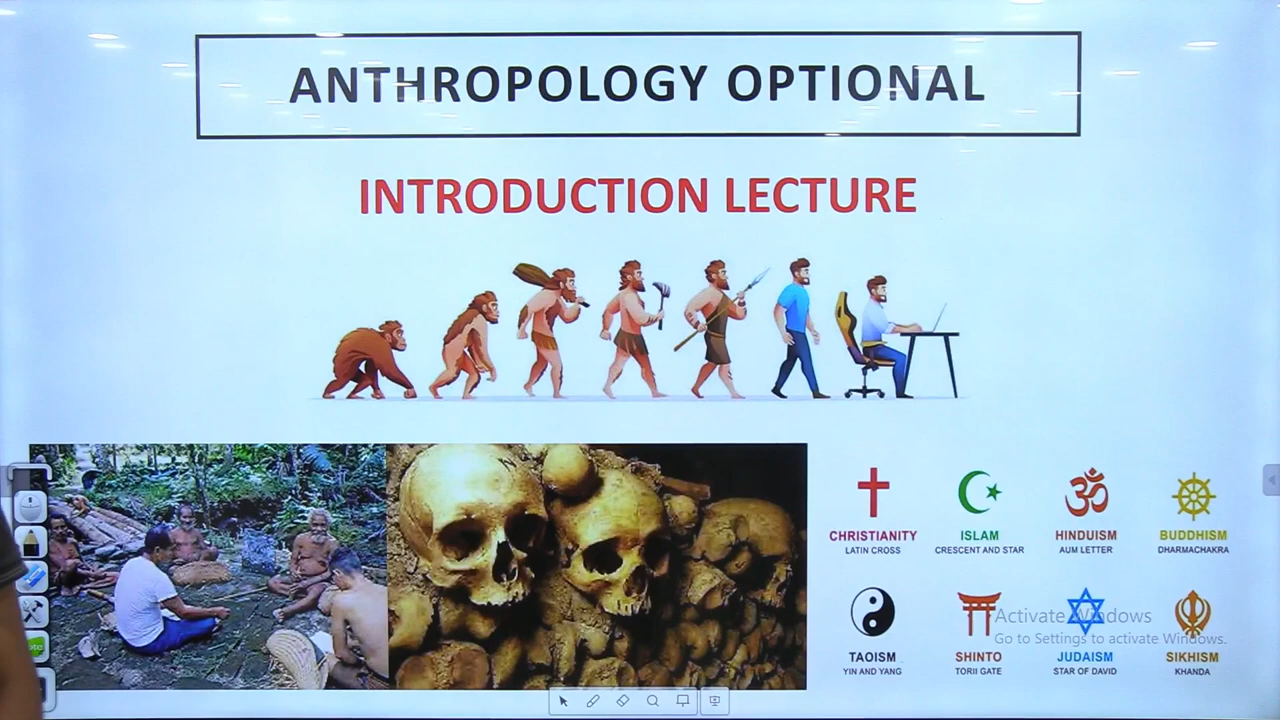 ANTHROPOLOGY OPTIONAL
INTRODUCTION LECTURE
CHRISTIANITY
LATIN CROSS
ISLAM
CRESCENT AND STAR
HINDUISM
AUM LETTER
BUDDHISM
DHARMACHAKRA
TAOISM
YIN AND YANG
SHINTO
TORII GATE
JUDAISM
STAR OF DAVID
SIKHISM
KHANDA
Activate Windows
Go to Settings to activate Windows.